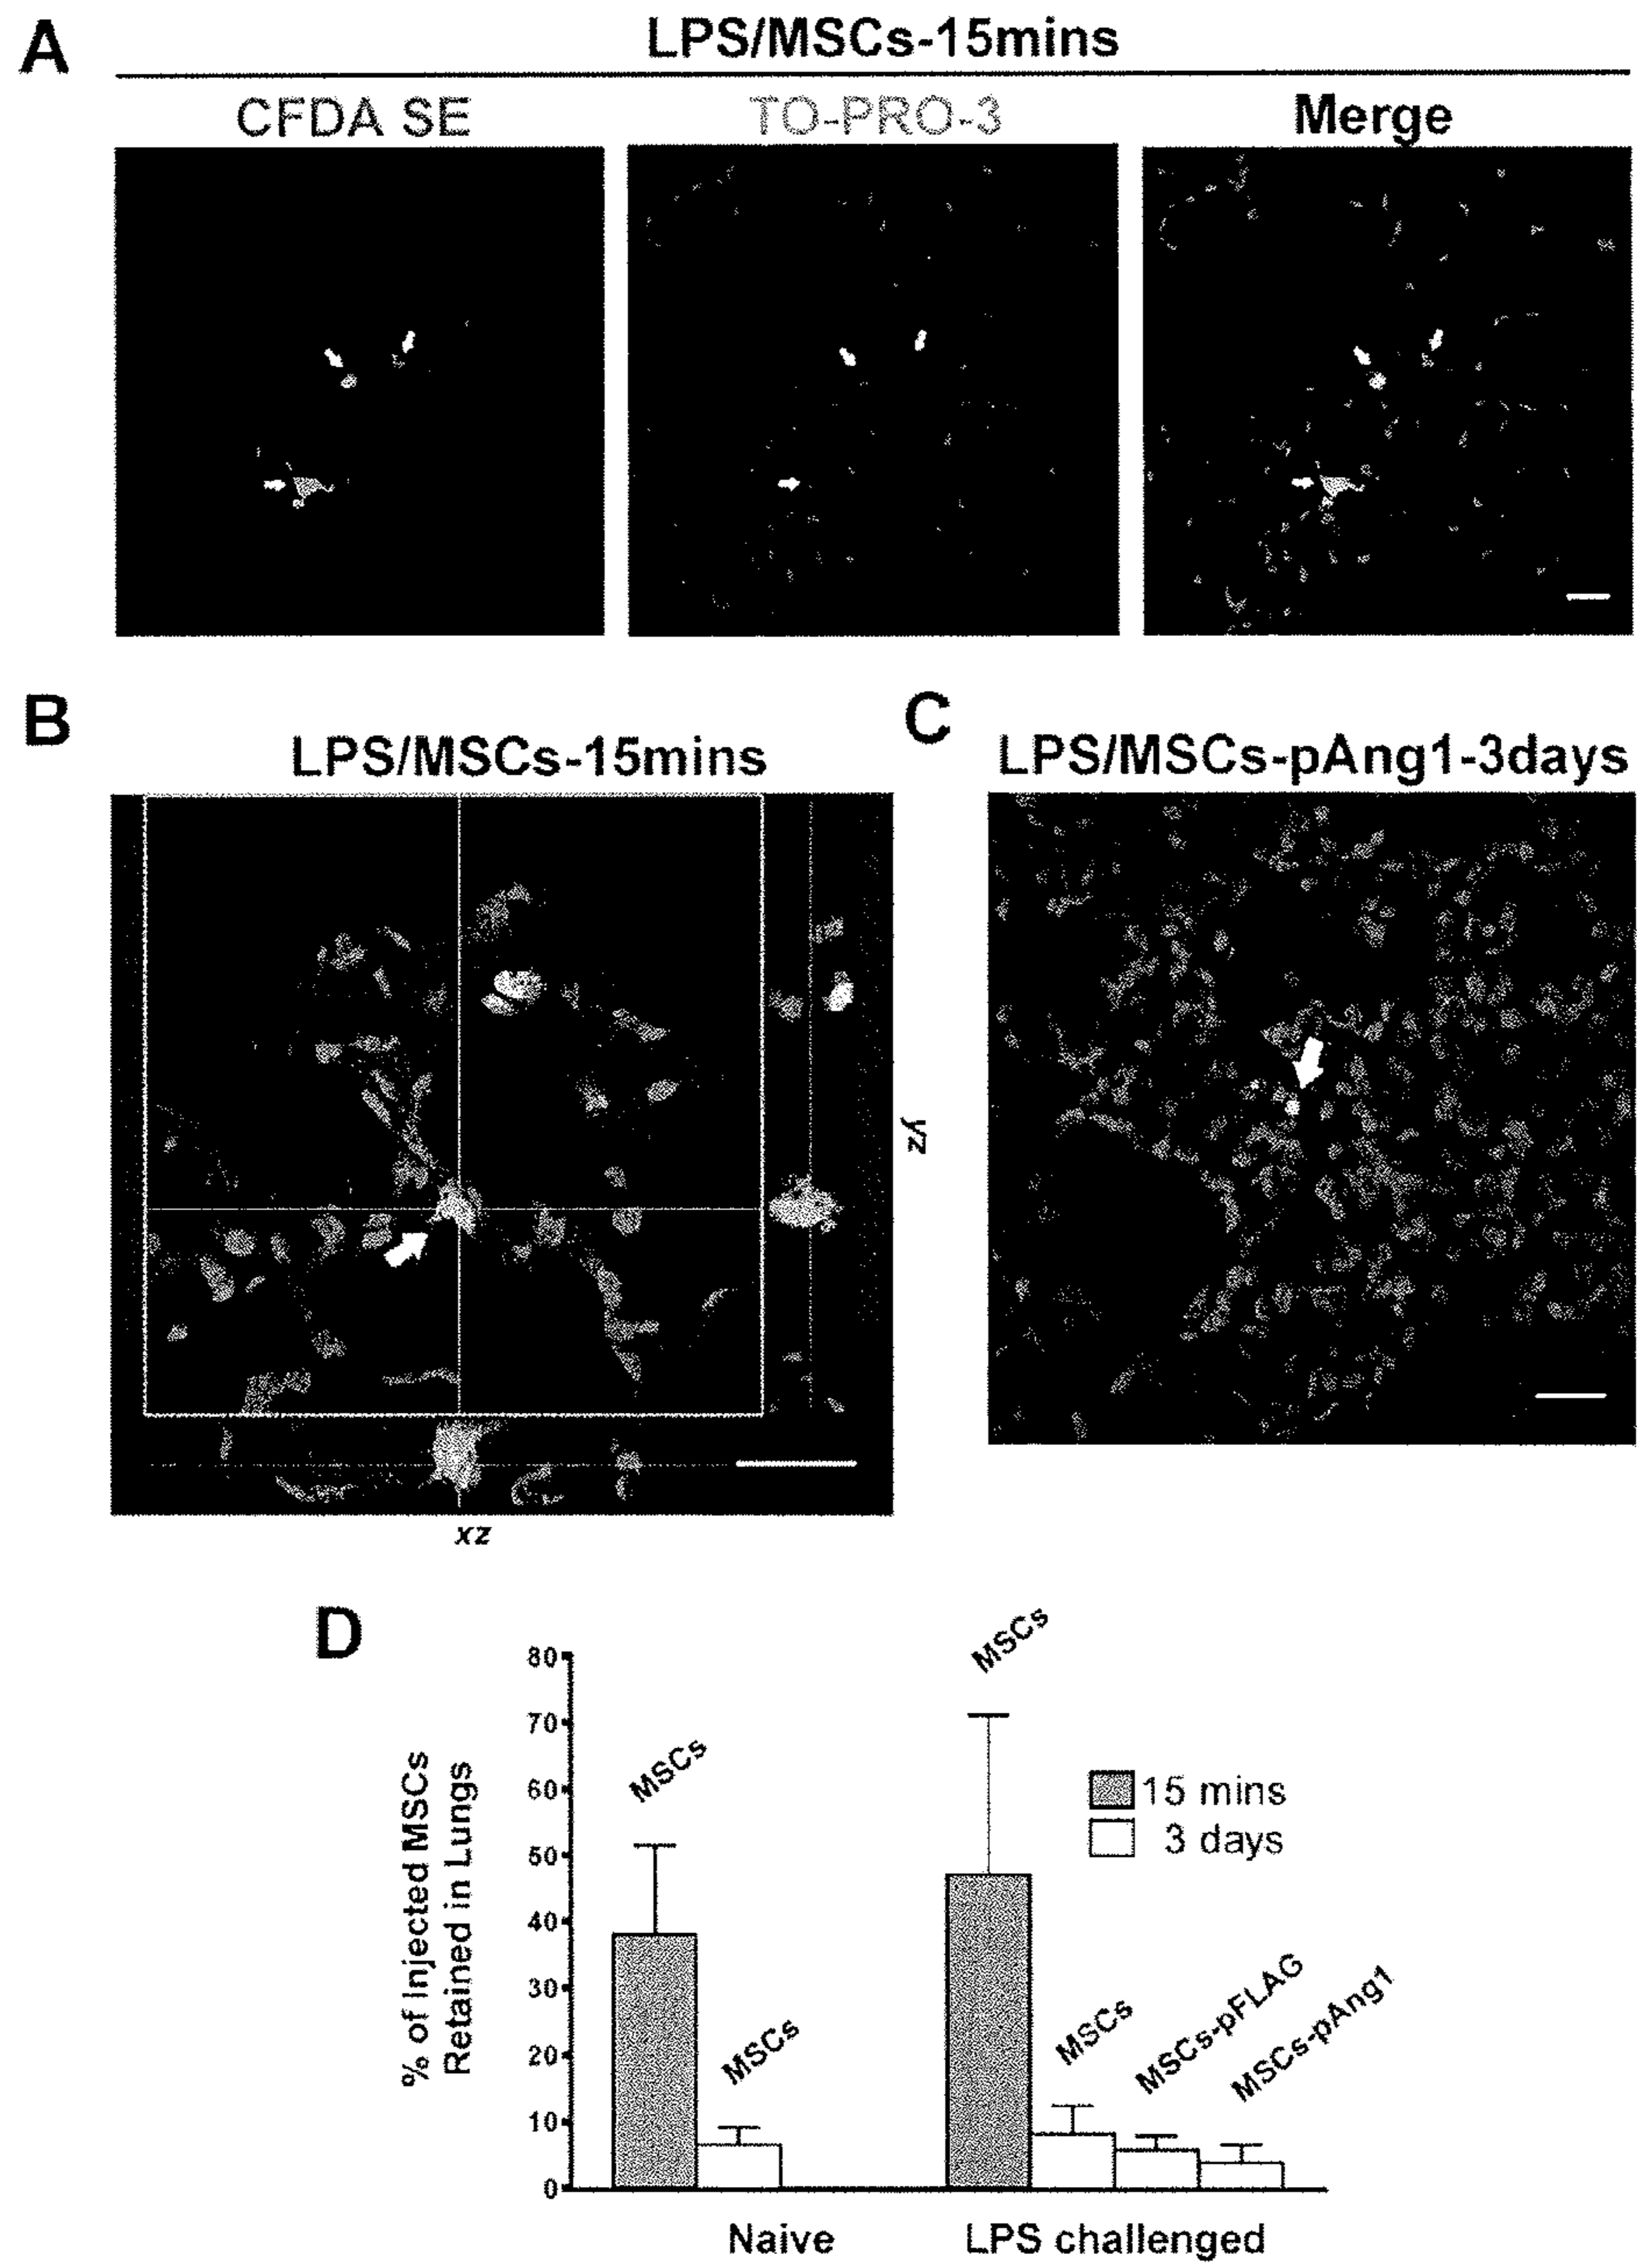 A
LPS/MSCs-15mins
CFDA SE
TO-PRO-3
Merge
B
LPS/MSCs-15mins
yz
xz
C
LPS/MSCs-pAng1-3days
D
% of Injected MSCs
Retained in Lungs
80
70
60
50
40
30
20
10
0
MSCs
MSCs
MSCs
MSCs
MSCs-pFLAG
MSCs-pAng1
15 mins
3 days
Naive
LPS challenged